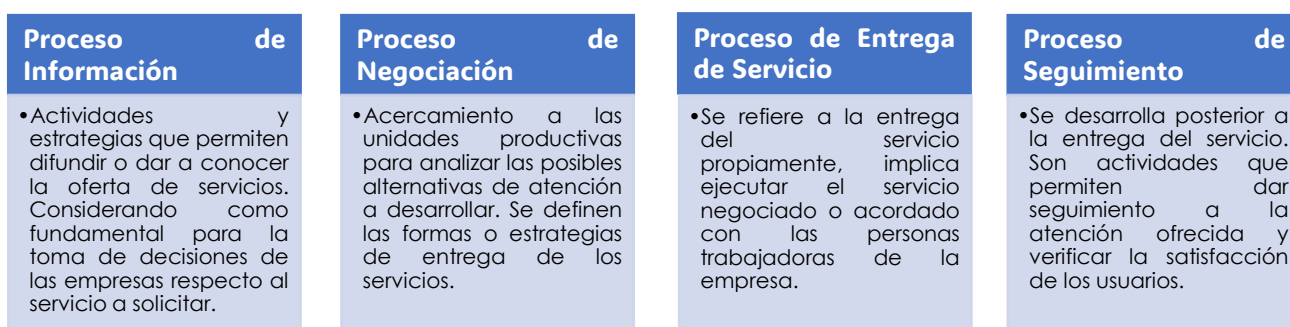 Proceso de
Información
•Actividades y
estrategias que permiten
difundir o dar a conocer
la oferta de servicios.
Considerando como
fundamental para la
toma de decisiones de
las empresas respecto al
servicio a solicitar.
Proceso de
Negociación
•Acercamiento a las
unidades productivas
para analizar las posibles
alternativas de atención
a desarrollar. Se definen
las formas o estrategias
de entrega de los
servicios.
Proceso de Entrega
de Servicio
•Se refiere a la entrega
del servicio
propiamente, implica
ejecutar el servicio
negociado o acordado
con las personas
trabajadoras de la
empresa.
Proceso de
Seguimiento
•Se desarrolla posterior a
la entrega del servicio.
Son actividades que
permiten dar
seguimiento a la
atención ofrecida y
verificar la satisfacción
de los usuarios.